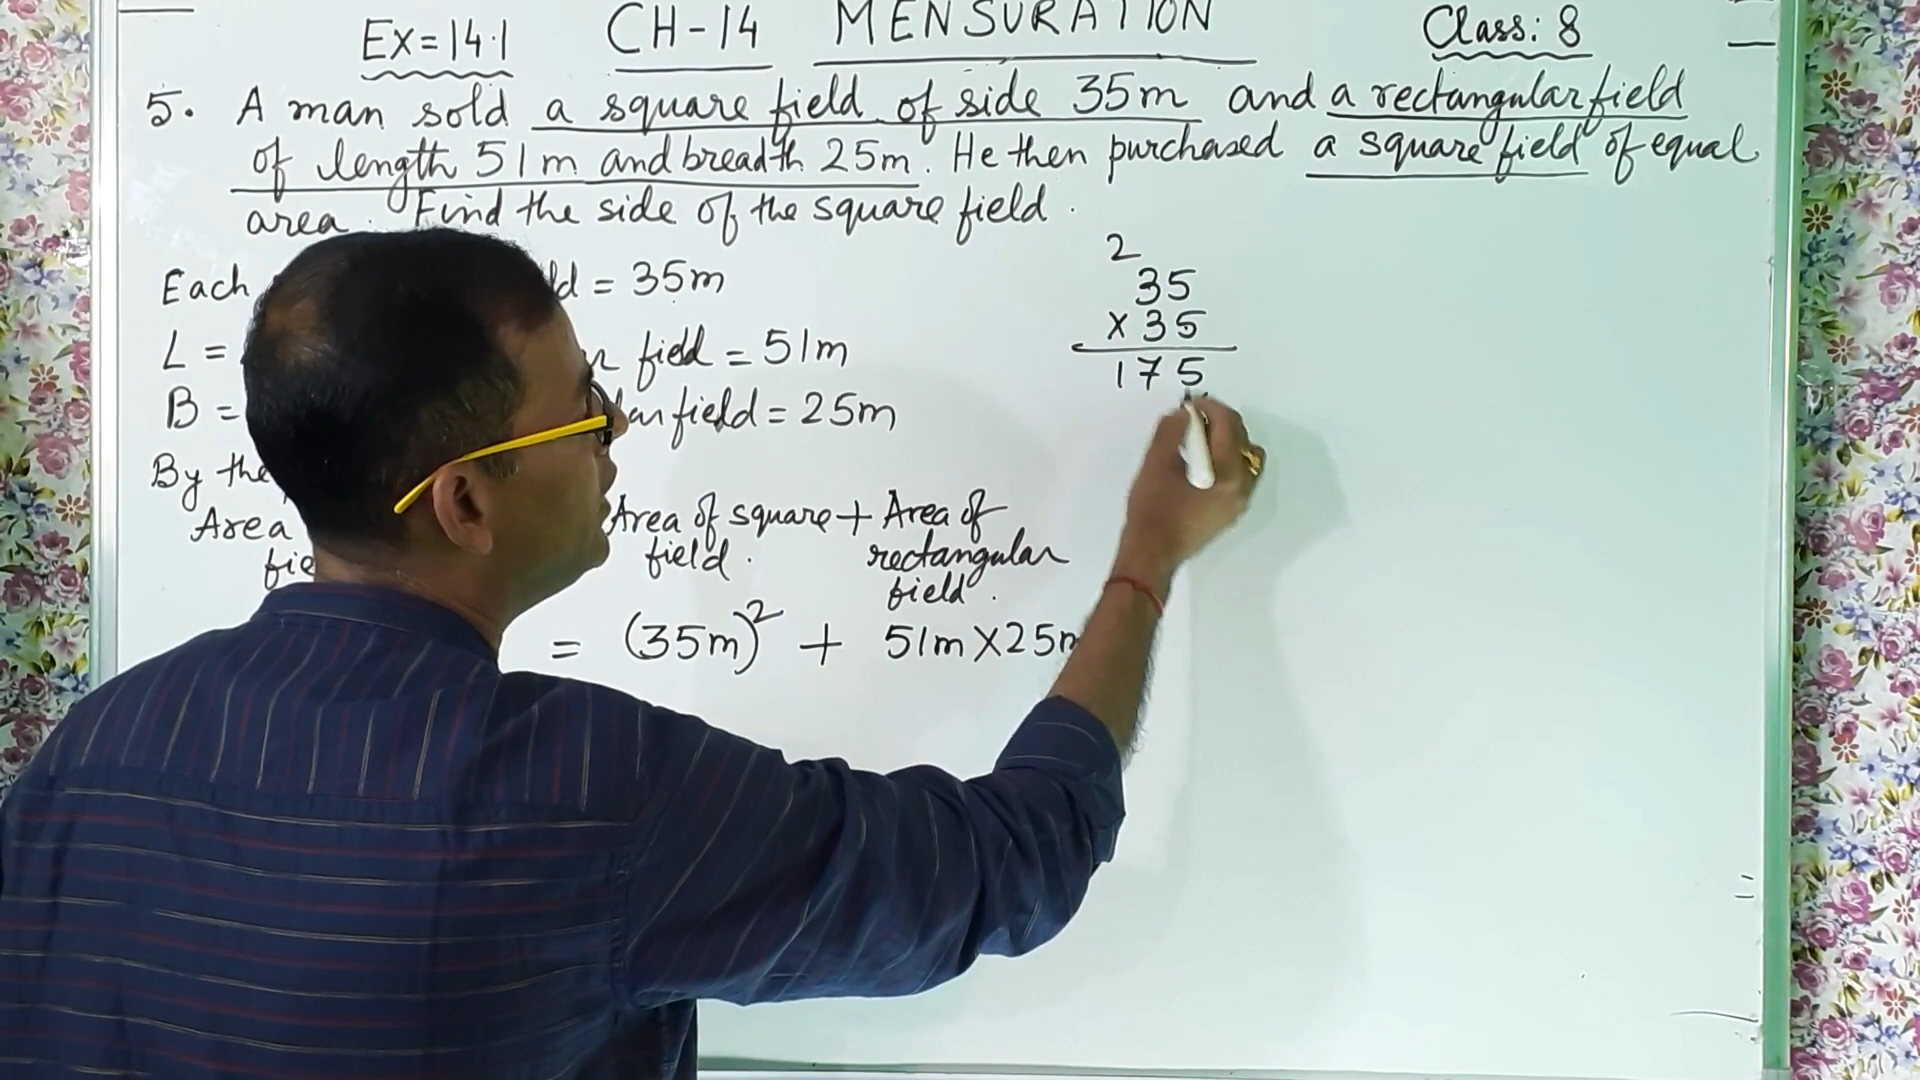 Ex=14.1 CH-14 MENSURATION Class: 8
5. A man sold a square field of side 35m and a rectangular field
of length 51m and breadth 25m. He then purchased a square field of equal
area. Find the side of the square field.
Each = 35m
L = field = 51m
B = field = 25m
By the
Area Area of square + Area of
field. rectangular
field.
= (35m)² + 51m X 25m
2
35
X 35
175
=